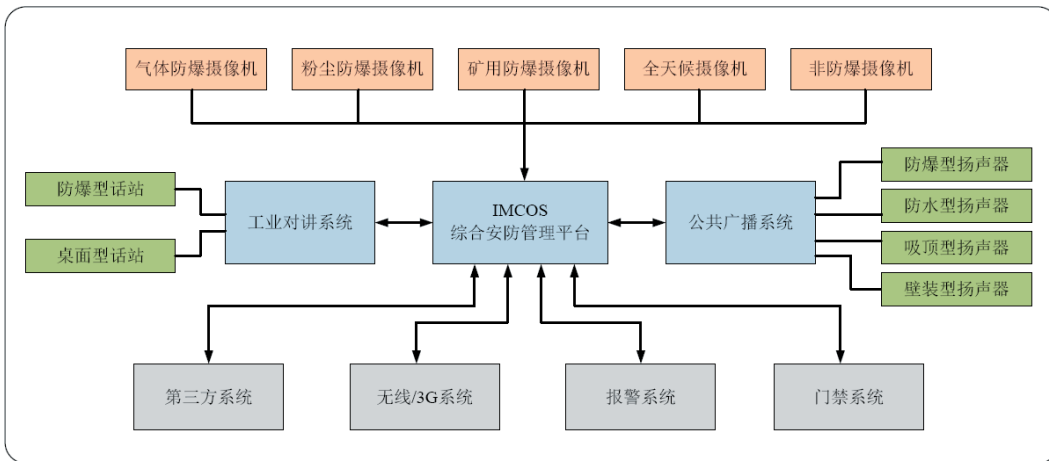 气体防爆摄像机
粉尘防爆摄像机
矿用防爆摄像机
全天候摄像机
非防爆摄像机
防爆型话站
桌面型话站
工业对讲系统
IMCOS
综合安防管理平台
公共广播系统
防爆型扬声器
防水型扬声器
吸顶型扬声器
壁装型扬声器
第三方系统
无线/3G系统
报警系统
门禁系统